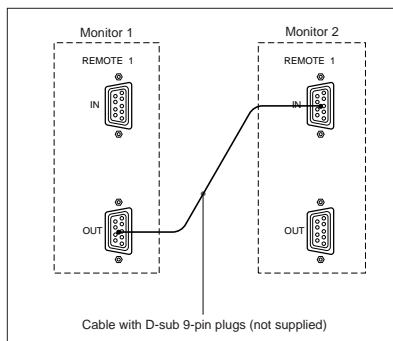 Monitor 1
Monitor 2
REMOTE 1
REMOTE 1
IN
IN
OUT
OUT
Cable with D-sub 9-pin plugs (not supplied)